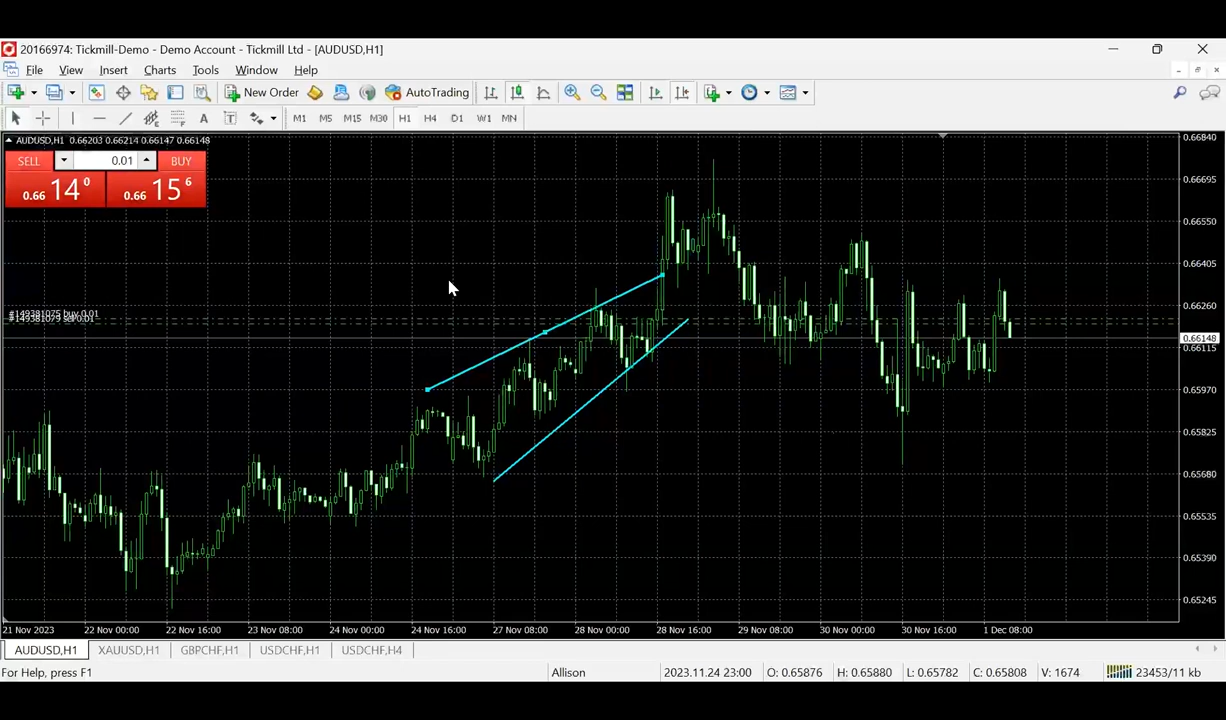 20166974: Tickmill-Demo - Demo Account - Tickmill Ltd - [AUDUSD,H1]
File View Insert Charts Tools Window Help
New Order AutoTrading
A T M1 M5 M15 M30 H1 H4 D1 W1 MN
AUDUSD,H1 0.66203 0.66214 0.66147 0.66148
SELL 0.01 BUY
0.66 14 0 0.66 15 6
0.66840
0.66695
0.66550
0.66405
0.66260
#149381075 buy 0.01
0.66148
0.66115
0.65970
0.65825
0.65680
0.65535
0.65390
0.65245
21 Nov 2023 22 Nov 00:00 22 Nov 16:00 23 Nov 08:00 24 Nov 00:00 24 Nov 16:00 27 Nov 08:00 28 Nov 00:00 28 Nov 16:00 29 Nov 08:00 30 Nov 00:00 30 Nov 16:00 1 Dec 08:00
AUDUSD,H1 XAUUSD,H1 GBPCHF,H1 USDCHF,H1 USDCHF,H4
For Help, press F1 Allison 2023.11.24 23:00 O: 0.65876 H: 0.65880 L: 0.65782 C: 0.65808 V: 1674 23453/11 kb